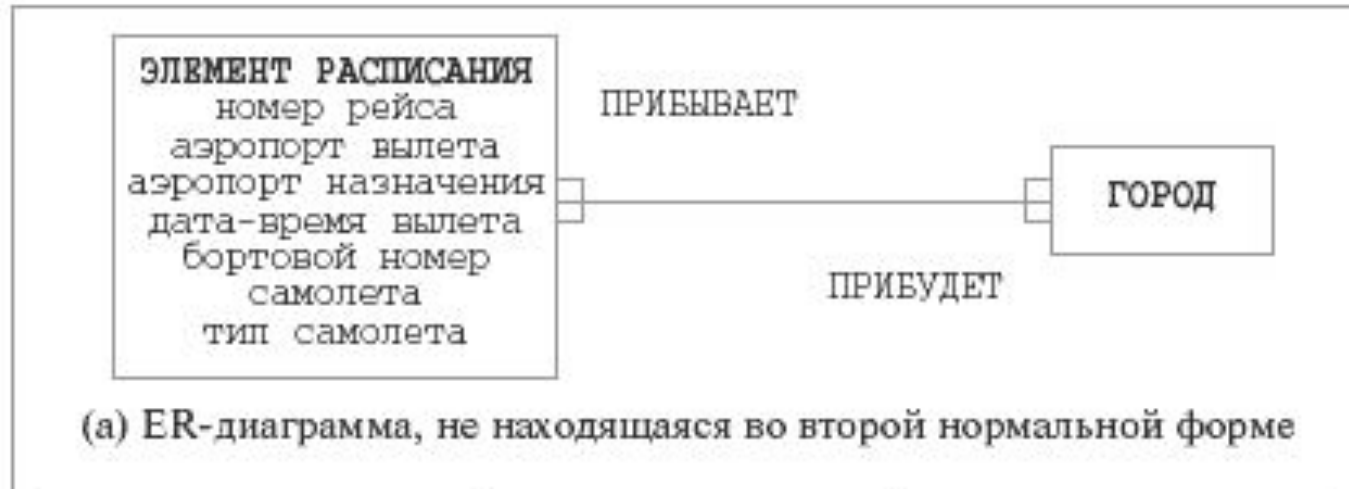 ЭЛЕМЕНТ РАСПИСАНИЯ
номер рейса
аэропорт вылета
аэропорт назначения
дата-время вылета
бортовой номер
самолета
тип самолета
ПРИБЫВАЕТ
ГОРОД
ПРИБУДЕТ
(а) ER-диаграмма, не находящаяся во второй нормальной форме